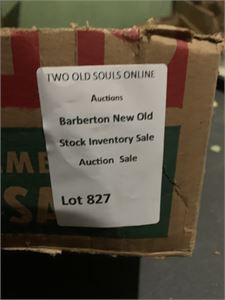 TWO OLD SOULS ONLINE
Auctions
Barberton New Old
Stock Inventory Sale
Auction Sale
Lot 827